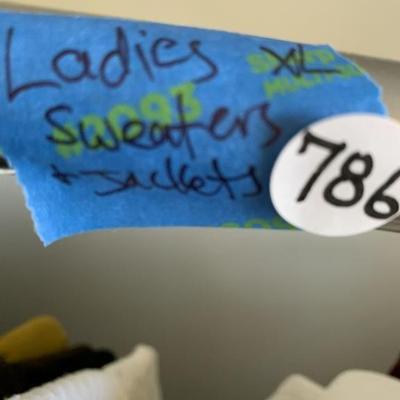 Ladies XL
Sweaters
+ Jackets
786